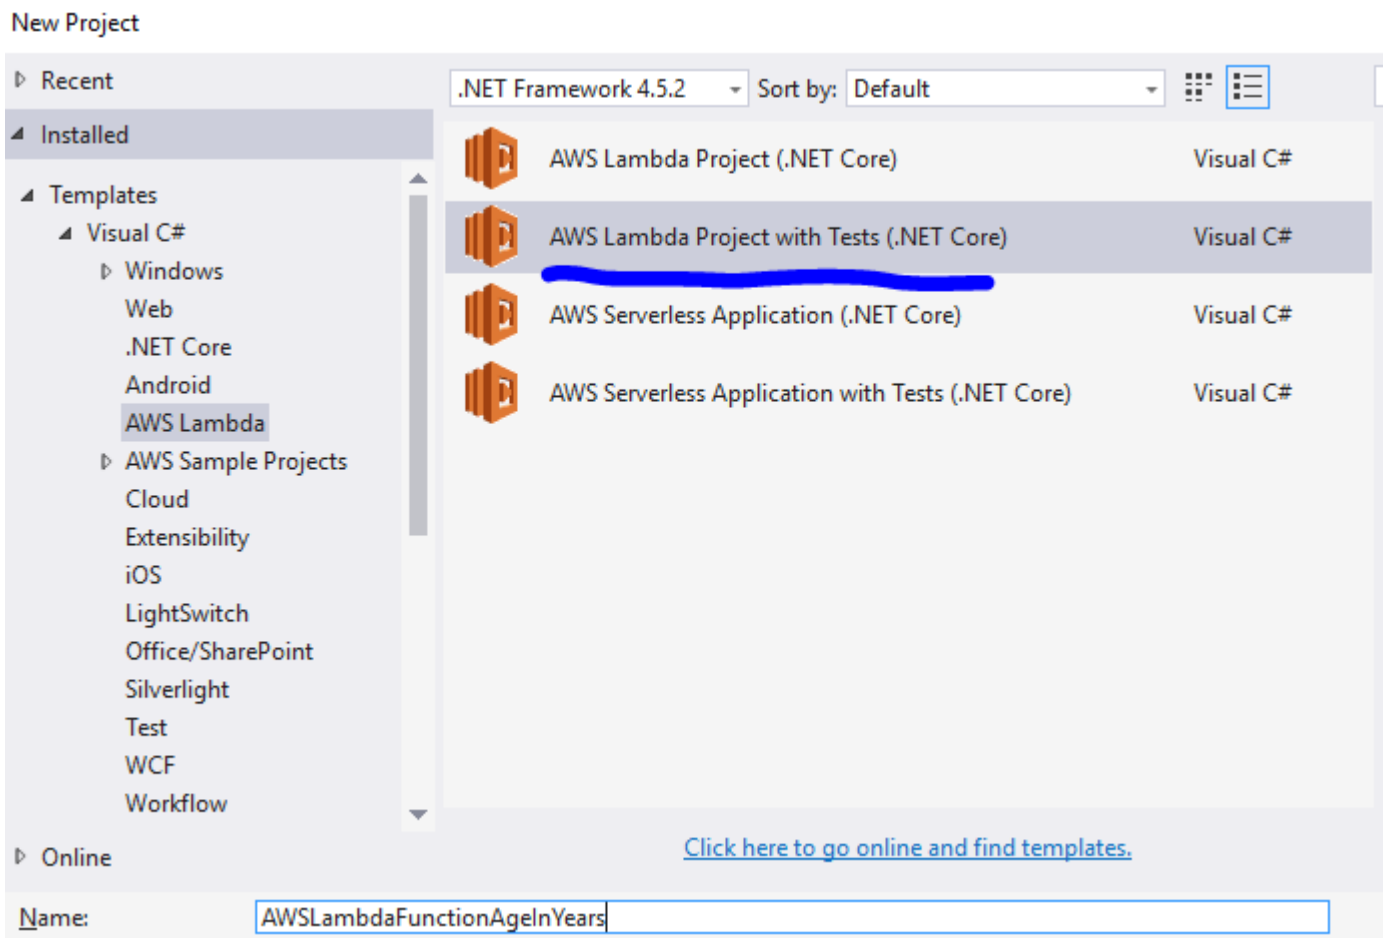 New Project
Recent
Installed
Templates
Visual C#
Windows
Web
.NET Core
Android
AWS Lambda
AWS Sample Projects
Cloud
Extensibility
iOS
LightSwitch
Office/SharePoint
Silverlight
Test
WCF
Workflow
Online
.NET Framework 4.5.2 Sort by: Default
AWS Lambda Project (.NET Core) Visual C#
AWS Lambda Project with Tests (.NET Core) Visual C#
AWS Serverless Application (.NET Core) Visual C#
AWS Serverless Application with Tests (.NET Core) Visual C#
Click here to go online and find templates.
Name: AWSLambdaFunctionAgeInYears